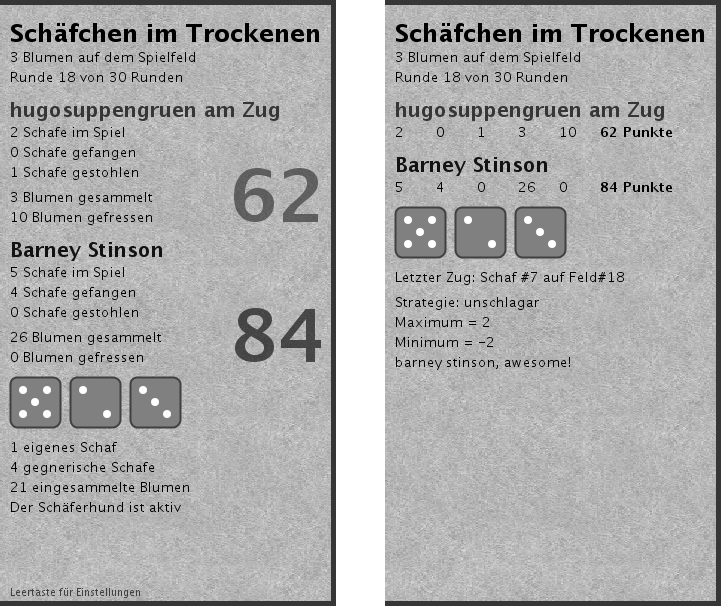 Schäfchen im Trockenen
3 Blumen auf dem Spielfeld
Runde 18 von 30 Runden
hugosuppengruen am Zug
2 Schafe im Spiel
0 Schafe gefangen
1 Schafe gestohlen
3 Blumen gesammelt
10 Blumen gefressen
62
Barney Stinson
5 Schafe im Spiel
4 Schafe gefangen
0 Schafe gestohlen
26 Blumen gesammelt
0 Blumen gefressen
84
1 eigenes Schaf
4 gegnerische Schafe
21 eingesammelte Blumen
Der Schäferhund ist aktiv
Leertaste für Einstellungen
Schäfchen im Trockenen
3 Blumen auf dem Spielfeld
Runde 18 von 30 Runden
hugosuppengruen am Zug
2 0 1 3 10 62 Punkte
Barney Stinson
5 4 0 26 0 84 Punkte
Letzter Zug: Schaf #7 auf Feld#18
Strategie: unschlagar
Maximum = 2
Minimum = -2
barney stinson, awesome!